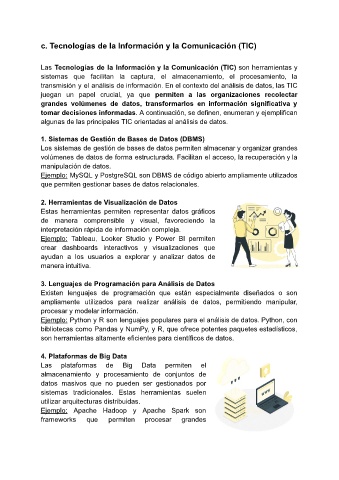 c. Tecnologías de la Información y la Comunicación (TIC)
Las Tecnologías de la Información y la Comunicación (TIC) son herramientas y
sistemas que facilitan la captura, el almacenamiento, el procesamiento, la
transmisión y el análisis de información. En el contexto del análisis de datos, las TIC
juegan un papel crucial, ya que permiten a las organizaciones recolectar
grandes volúmenes de datos, transformarlos en información significativa y
tomar decisiones informadas. A continuación, se definen, enumeran y ejemplifican
algunas de las principales TIC orientadas al análisis de datos.
1. Sistemas de Gestión de Bases de Datos (DBMS)
Los sistemas de gestión de bases de datos permiten almacenar y organizar grandes
volúmenes de datos de forma estructurada. Facilitan el acceso, la recuperación y la
manipulación de datos.
Ejemplo: MySQL y PostgreSQL son DBMS de código abierto ampliamente utilizados
que permiten gestionar bases de datos relacionales.
2. Herramientas de Visualización de Datos
Estas herramientas permiten representar datos gráficos
de manera comprensible y visual, favoreciendo la
interpretación rápida de información compleja.
Ejemplo: Tableau, Looker Studio y Power BI permiten
crear dashboards interactivos y visualizaciones que
ayudan a los usuarios a explorar y analizar datos de
manera intuitiva.
3. Lenguajes de Programación para Análisis de Datos
Existen lenguajes de programación que están especialmente diseñados o son
ampliamente utilizados para realizar análisis de datos, permitiendo manipular,
procesar y modelar información.
Ejemplo: Python y R son lenguajes populares para el análisis de datos. Python, con
bibliotecas como Pandas y NumPy, y R, que ofrece potentes paquetes estadísticos,
son herramientas altamente eficientes para científicos de datos.
4. Plataformas de Big Data
Las plataformas de Big Data permiten el
almacenamiento y procesamiento de conjuntos de
datos masivos que no pueden ser gestionados por
sistemas tradicionales. Estas herramientas suelen
utilizar arquitecturas distribuidas.
Ejemplo: Apache Hadoop y Apache Spark son
frameworks que permiten procesar grandes